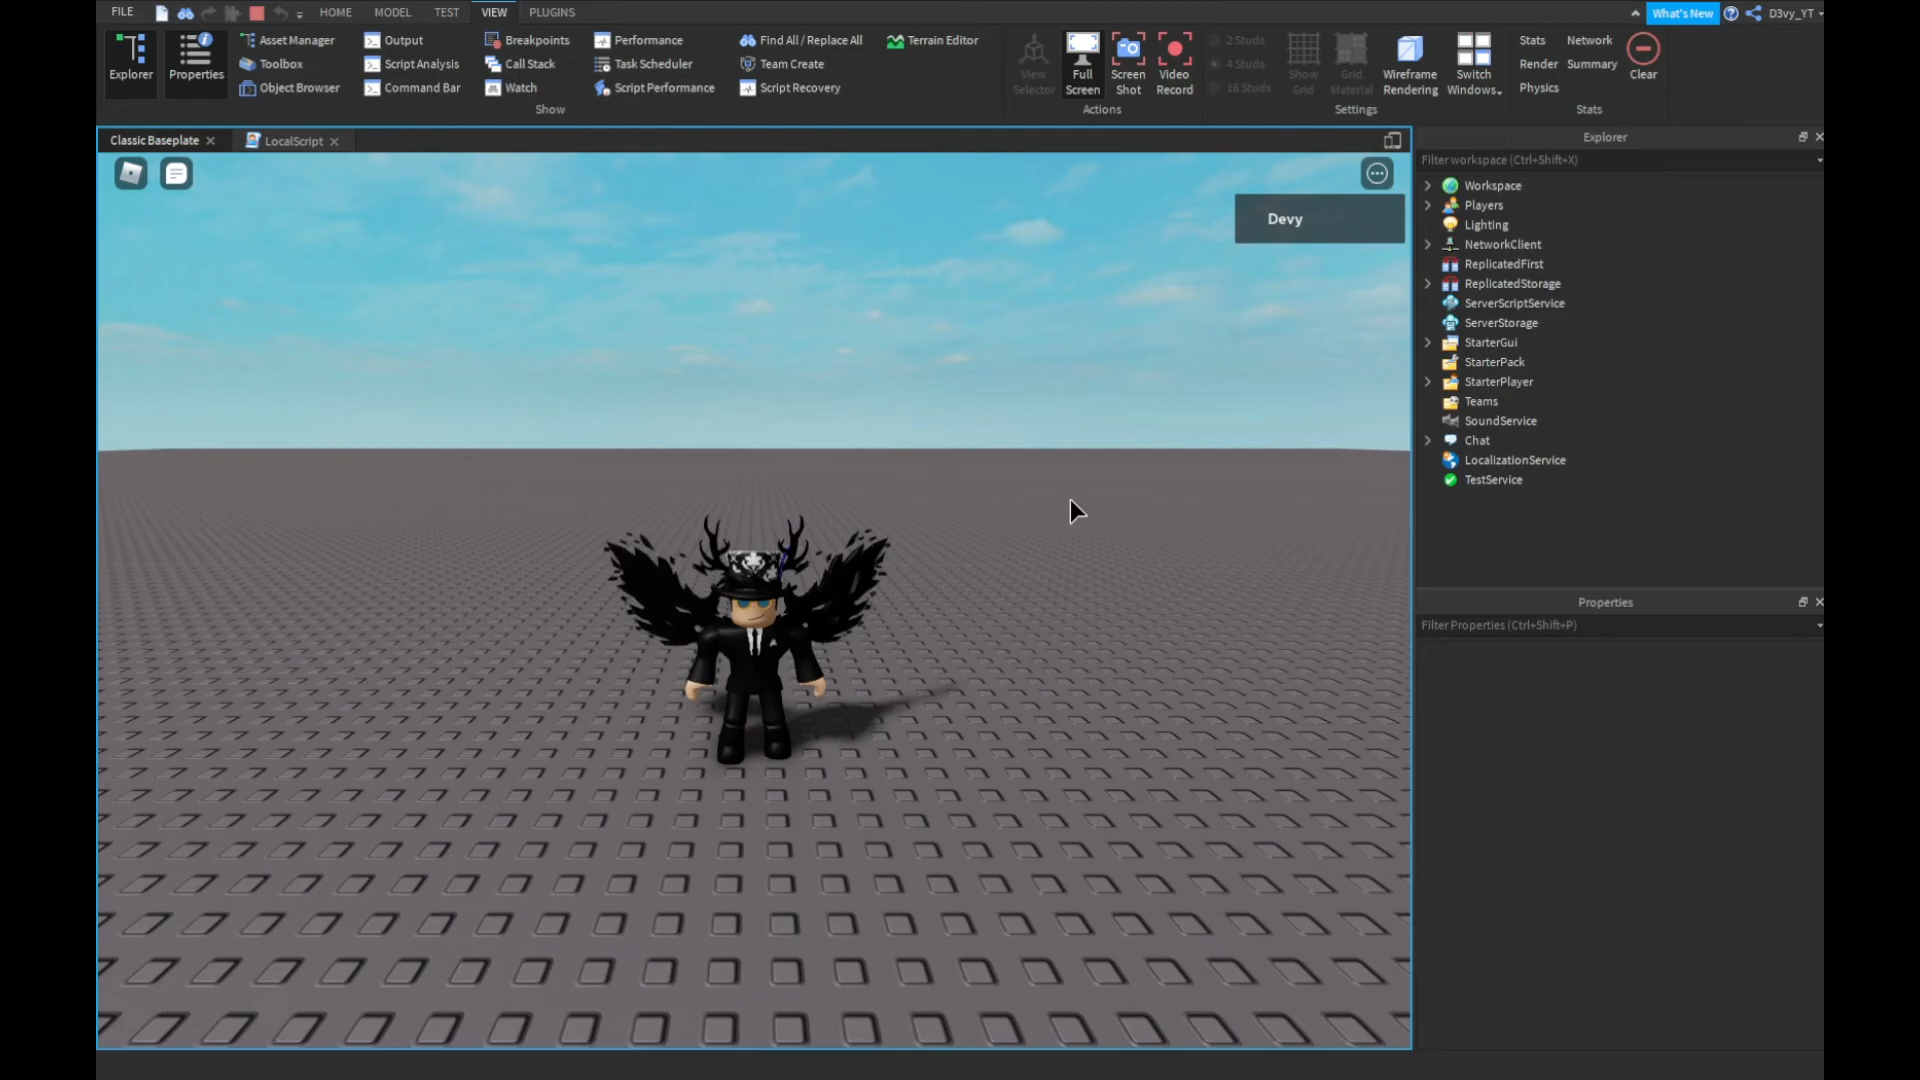 FILE HOME MODEL TEST VIEW PLUGINS What's New D3vy_YT
Explorer
Properties
Asset Manager
Toolbox
Object Browser
Output
Script Analysis
Command Bar
Breakpoints
Call Stack
Watch
Performance
Task Scheduler
Script Performance
Find All / Replace All
Team Create
Script Recovery
Terrain Editor
Show
View
Selector
Full
Screen
Screen
Shot
Video
Record
Actions
2 Studs
4 Studs
16 Studs
Show
Grid
Grid
Material
Wireframe
Rendering
Switch
Windows
Settings
Stats
Render
Physics
Network
Summary
Clear
Stats
Classic Baseplate
LocalScript
Devy
Explorer
Filter workspace (Ctrl+Shift+X)
Workspace
Players
Lighting
NetworkClient
ReplicatedFirst
ReplicatedStorage
ServerScriptService
ServerStorage
StarterGui
StarterPack
StarterPlayer
Teams
SoundService
Chat
LocalizationService
TestService
Properties
Filter Properties (Ctrl+Shift+P)